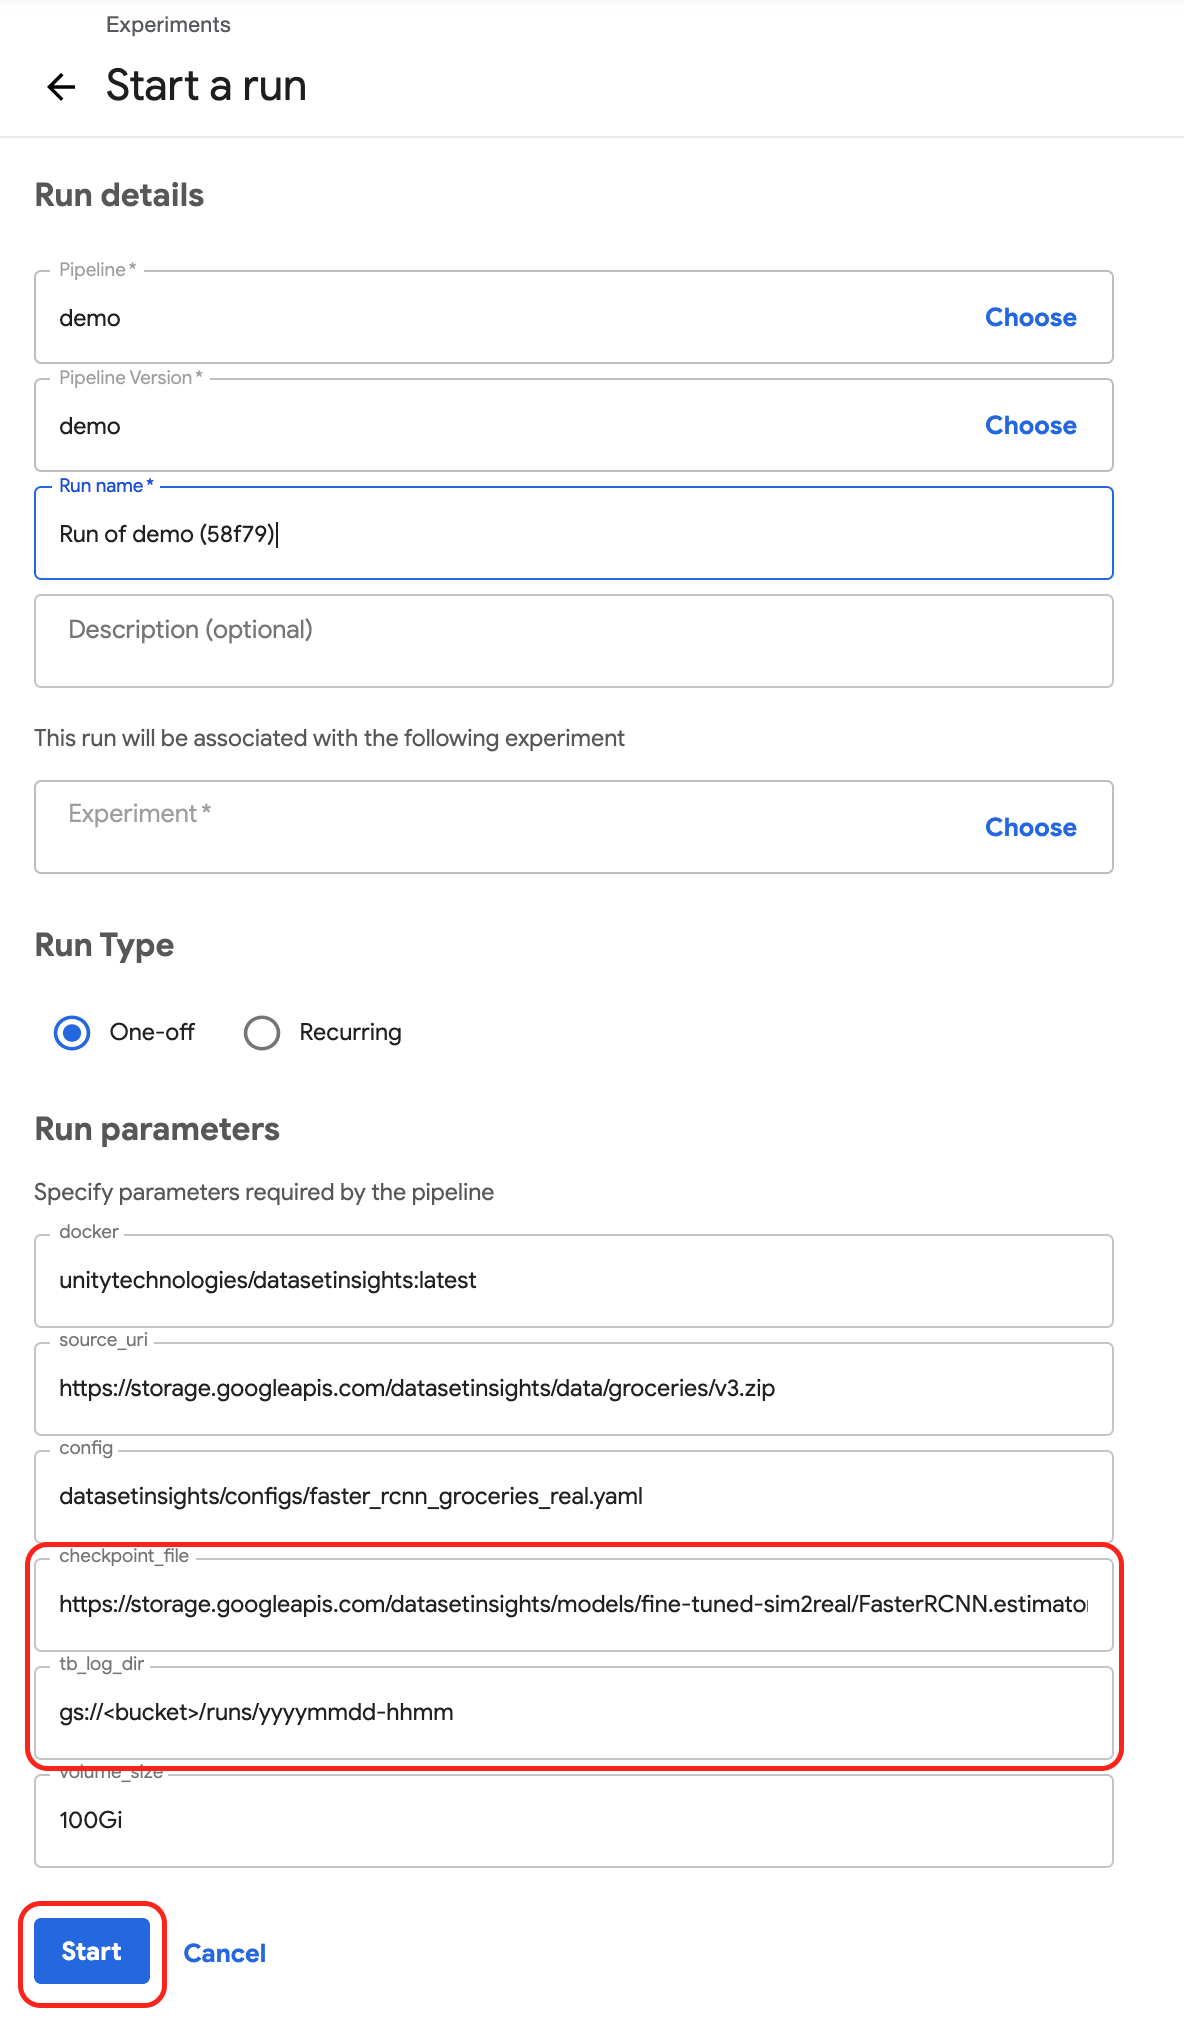 Experiments
Start a run
Run details
Pipeline *
demo
Choose
Pipeline Version *
demo
Choose
Run name *
Run of demo (58f79)
Description (optional)
This run will be associated with the following experiment
Experiment *
Choose
Run Type
One-off
Recurring
Run parameters
Specify parameters required by the pipeline
docker
unitytechnologies/datasetinsights:latest
source_uri
https://storage.googleapis.com/datasetinsights/data/groceries/v3.zip
config
datasetinsights/configs/faster_rcnn_groceries_real.yaml
checkpoint_file
https://storage.googleapis.com/datasetinsights/models/fine-tuned-sim2real/FasterRCNN.estimator
tb_log_dir
gs://<bucket>/runs/yyyymmdd-hhmm
volume_size
100Gi
Start
Cancel